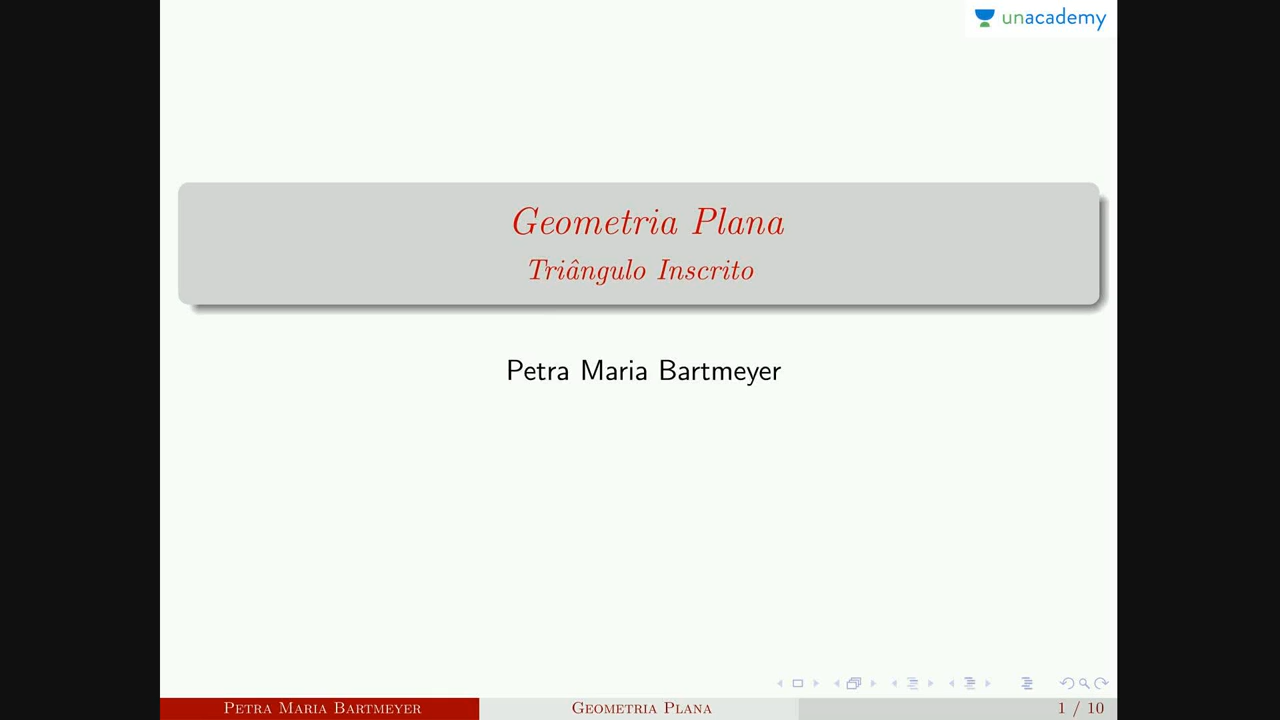 unacademy
Geometria Plana
Triângulo Inscrito
Petra Maria Bartmeyer
Petra Maria Bartmeyer Geometria Plana 1 / 10